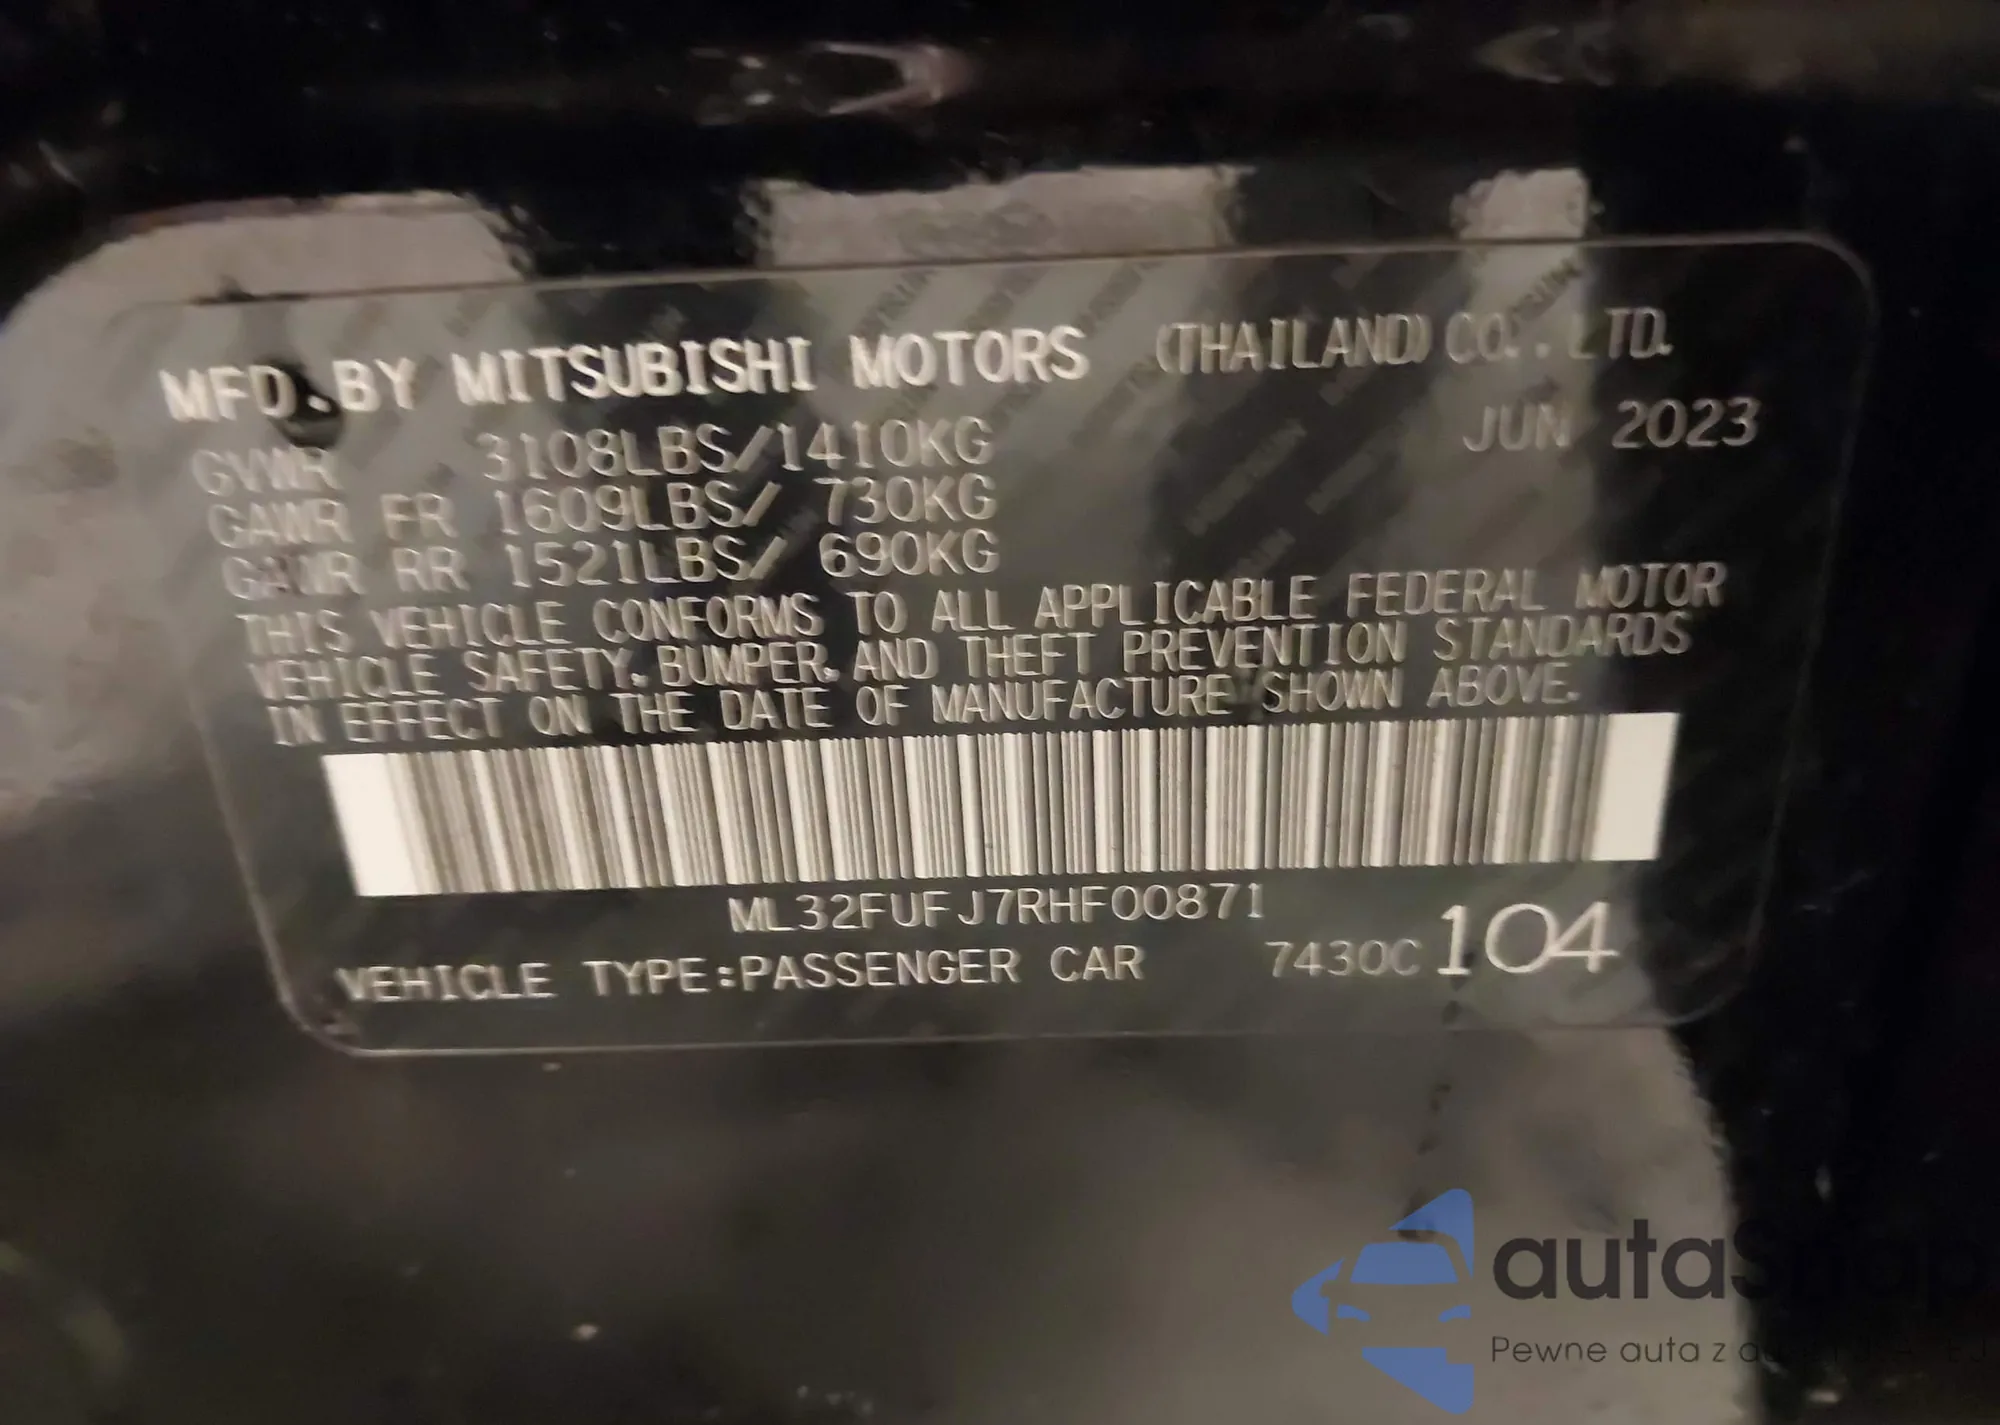 MFD.BY MITSUBISHI MOTORS (THAILAND) CO., LTD.
GVWR 3108LBS/1410KG JUN 2023
GAWR FR 1609LBS/ 730KG
GAWR RR 1521LBS/ 690KG
THIS VEHICLE CONFORMS TO ALL APPLICABLE FEDERAL MOTOR
VEHICLE SAFETY, BUMPER, AND THEFT PREVENTION STANDARDS
IN EFFECT ON THE DATE OF MANUFACTURE SHOWN ABOVE.
ML32FUFJ7RHF00871
VEHICLE TYPE:PASSENGER CAR 7430C 104
autaShop
Pewne auta z